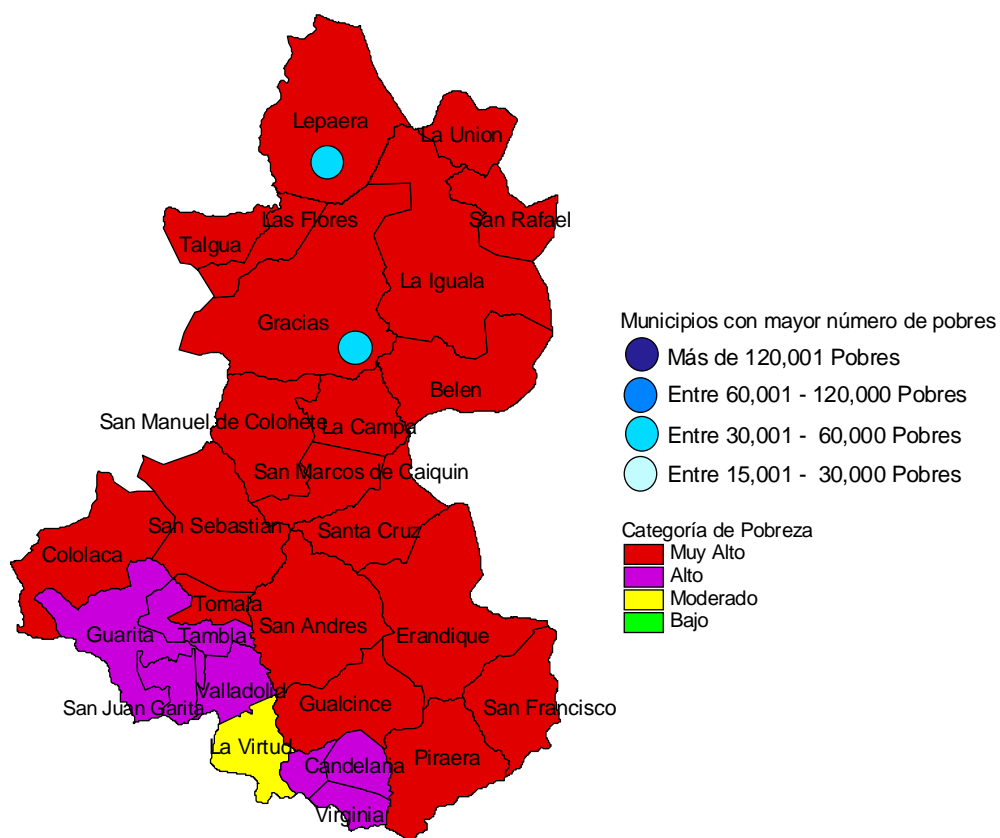 Lepaera
La Union
Las Flores
San Rafael
Talgua
La Iguala
Gracias
Belen
San Manuel de Colohete
La Campa
San Marcos de Caiquin
San Sebastian
Santa Cruz
Cololaca
Tomala
Guarita
Tambla
San Andres
Erandique
Valladolid
San Juan Garita
Gualcince
San Francisco
La Virtud
Candelana
Piraera
Virginia
Municipios con mayor número de pobres
Más de 120,001 Pobres
Entre 60,001 - 120,000 Pobres
Entre 30,001 - 60,000 Pobres
Entre 15,001 - 30,000 Pobres
Categoría de Pobreza
Muy Alto
Alto
Moderado
Bajo